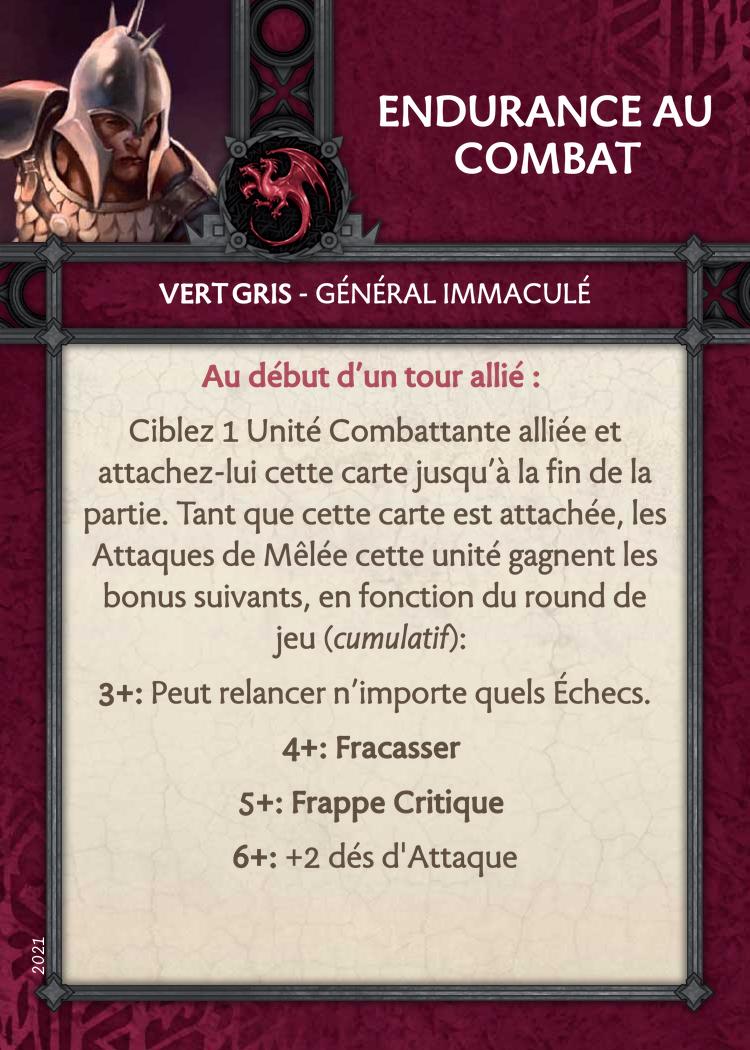 ENDURANCE AU
COMBAT
VERT GRIS - GÉNÉRAL IMMACULÉ
Au début d’un tour allié :
Ciblez 1 Unité Combattante alliée et
attachez-lui cette carte jusqu’à la fin de la
partie. Tant que cette carte est attachée, les
Attaques de Mêlée cette unité gagnent les
bonus suivants, en fonction du round de
jeu (cumulatif):
3+: Peut relancer n’importe quels Échecs.
4+: Fracasser
5+: Frappe Critique
6+: +2 dés d'Attaque
2021